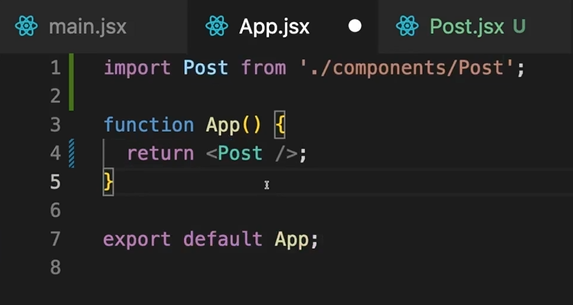 main.jsx App.jsx Post.jsx U
1 import Post from './components/Post';
2
3 function App() {
4   return <Post />;
5 }
6
7 export default App;
8